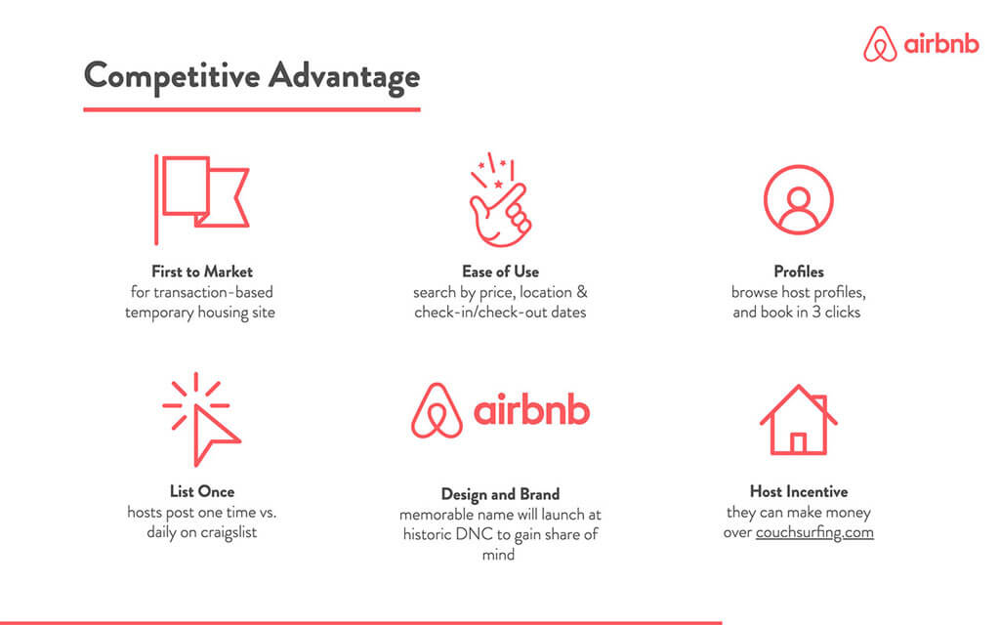 airbnb
Competitive Advantage
First to Market
for transaction-based
temporary housing site
Ease of Use
search by price, location &
check-in/check-out dates
Profiles
browse host profiles,
and book in 3 clicks
List Once
hosts post one time vs.
daily on craigslist
airbnb
Design and Brand
memorable name will launch at
historic DNC to gain share of
mind
Host Incentive
they can make money
over couchsurfing.com